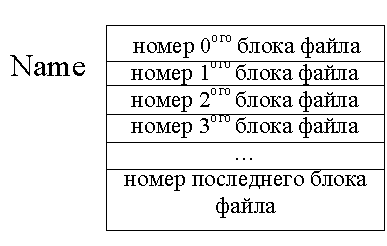 Name
номер 0ого блока файла
номер 1ого блока файла
номер 2ого блока файла
номер 3ого блока файла
...
номер последнего блока
файла